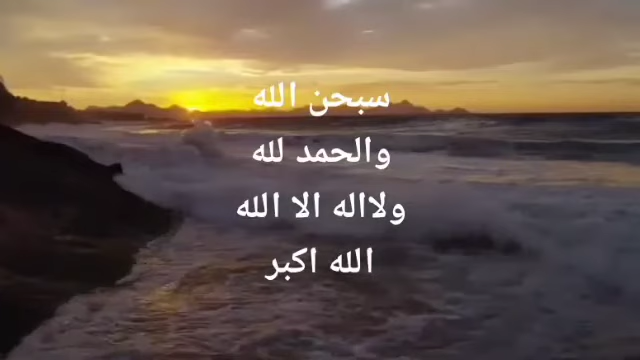 سبحن الله
والحمد لله
ولااله الا الله
الله اكبر